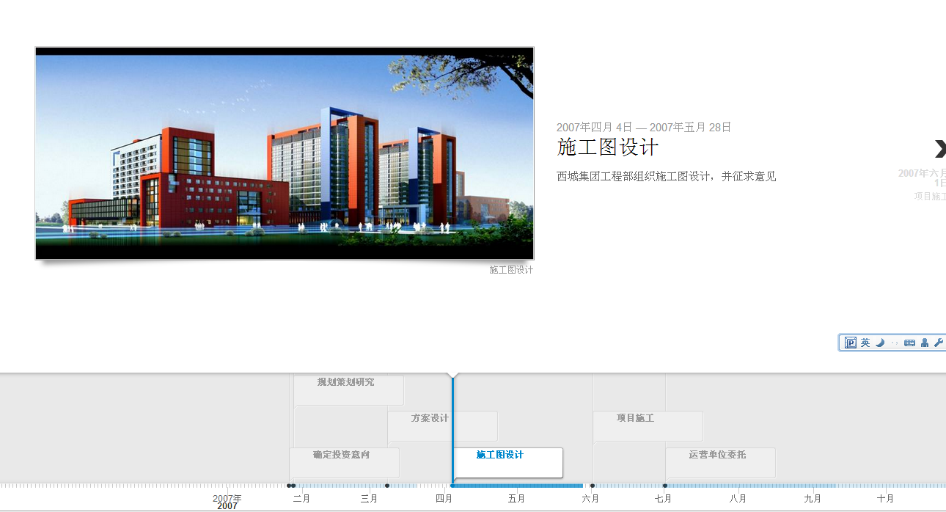 2007年四月 4日 — 2007年五月 28日
施工图设计
西城集团工程部组织施工图设计，并征求意见
2007年六月
1日
项目施工
施工图设计
英
规划策划研究
方案设计
项目施工
确定投资意向
施工图设计
运营单位委托
2007年 二月 三月 四月 五月 六月 七月 八月 九月 十月
2007